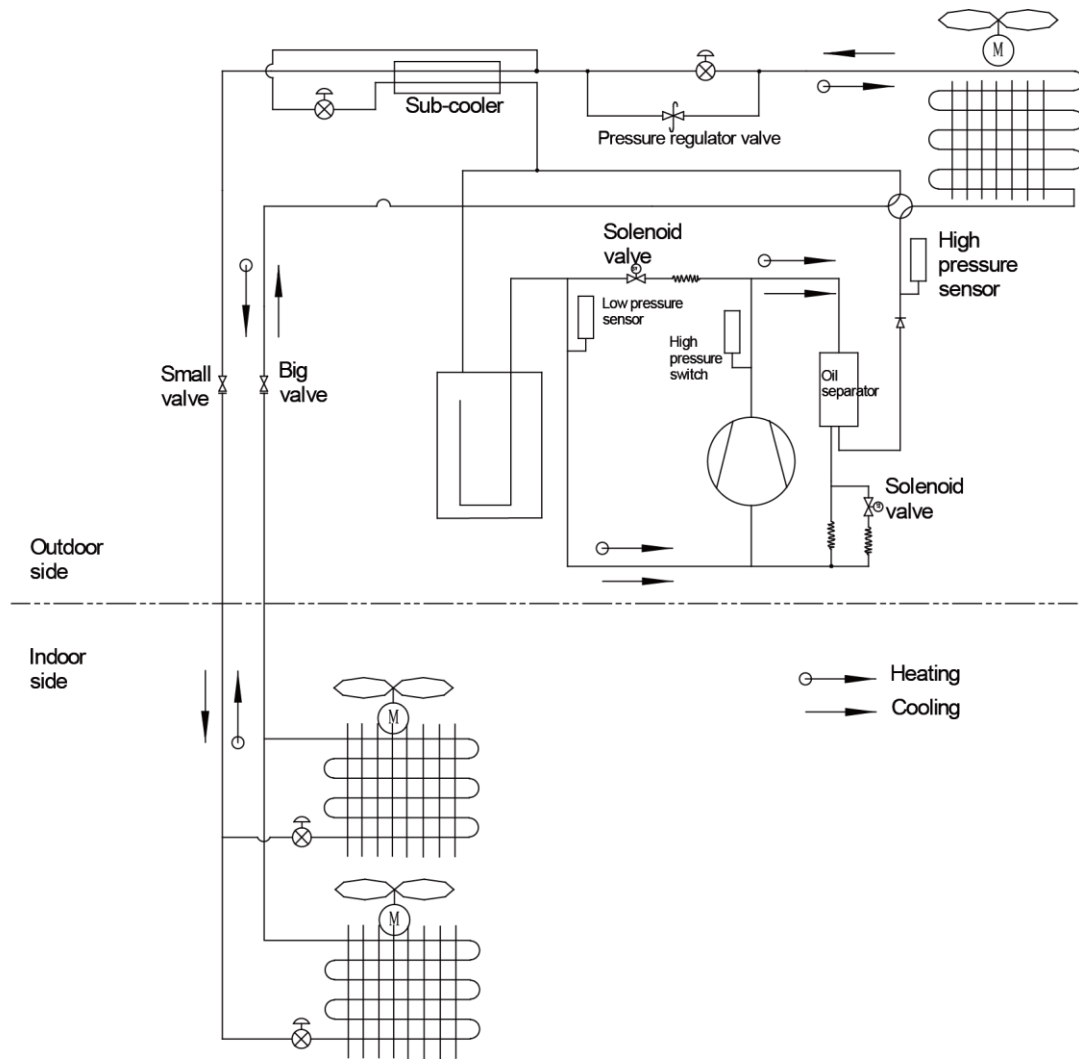 M
Sub-cooler
Pressure regulator valve
Solenoid
valve
High
pressure
sensor
Low pressure
sensor
High
pressure
switch
Small
valve
Big
valve
Oil
separator
Solenoid
valve
Outdoor
side
Indoor
side
Heating
Cooling
M
M